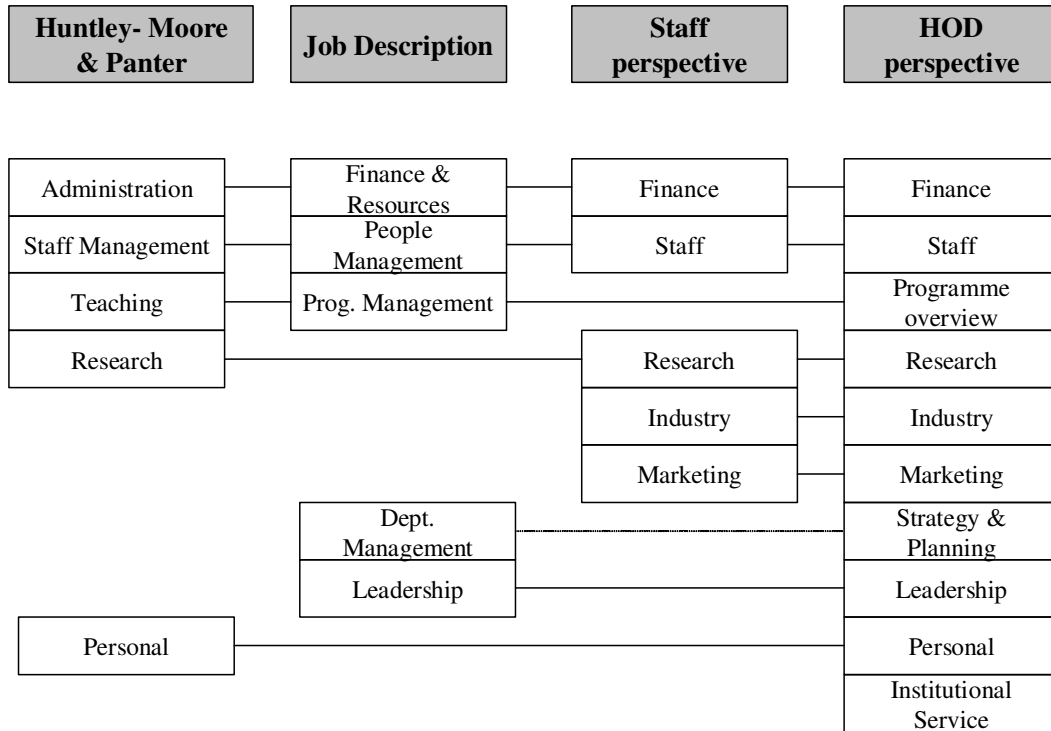 Huntley- Moore
& Panter
Job Description
Staff
perspective
HOD
perspective
Administration
Finance &
Resources
Finance
Finance
Staff Management
People
Management
Staff
Staff
Teaching
Prog. Management
Programme
overview
Research
Research
Research
Industry
Industry
Marketing
Marketing
Dept.
Management
Strategy &
Planning
Leadership
Leadership
Personal
Personal
Institutional
Service